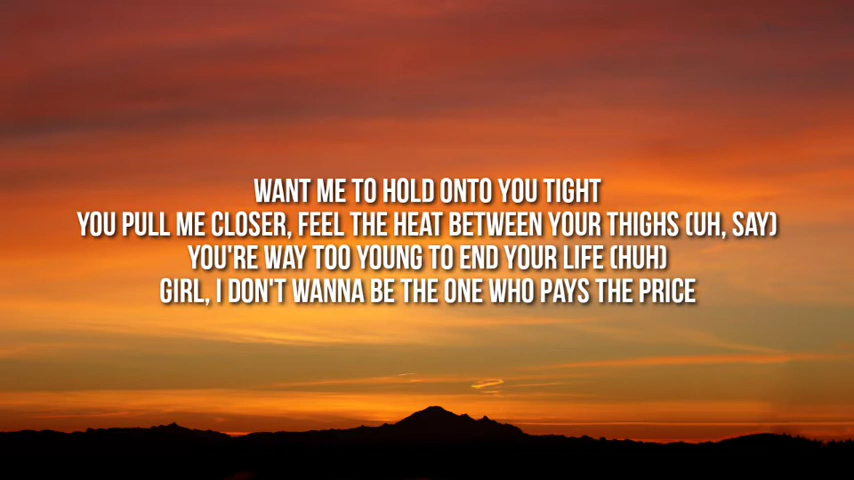 WANT ME TO HOLD ONTO YOU TIGHT
YOU PULL ME CLOSER, FEEL THE HEAT BETWEEN YOUR THIGHS (UH, SAY)
YOU'RE WAY TOO YOUNG TO END YOUR LIFE (HUH)
GIRL, I DON'T WANNA BE THE ONE WHO PAYS THE PRICE